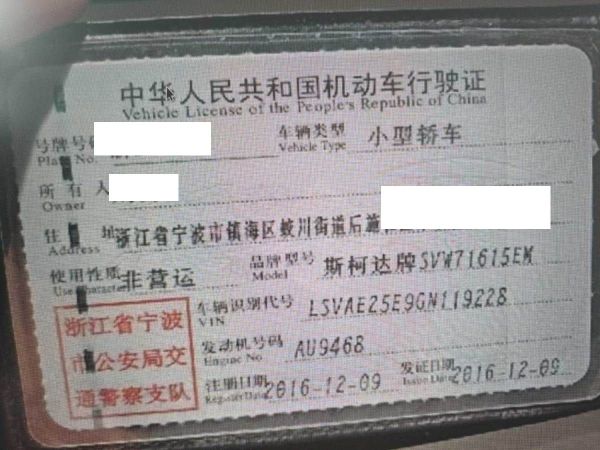 中华人民共和国机动车行驶证
Vehicle License of the People's Republic of China
号牌号码
Plate No.
车辆类型 小型轿车
Vehicle Type
所有人
Owner
住 址 浙江省宁波市镇海区蛟川街道后施
Address
使用性质 非营运
Use Character
品牌型号 斯柯达牌SVW71615EM
Model
浙江省宁波
市公安局交
通警察支队
车辆识别代号 LSVAE25E9GN119228
VIN
发动机号码 AU9468
Engine No.
注册日期 2016-12-09
Register Date
发证日期 2016-12-09
Issue Date